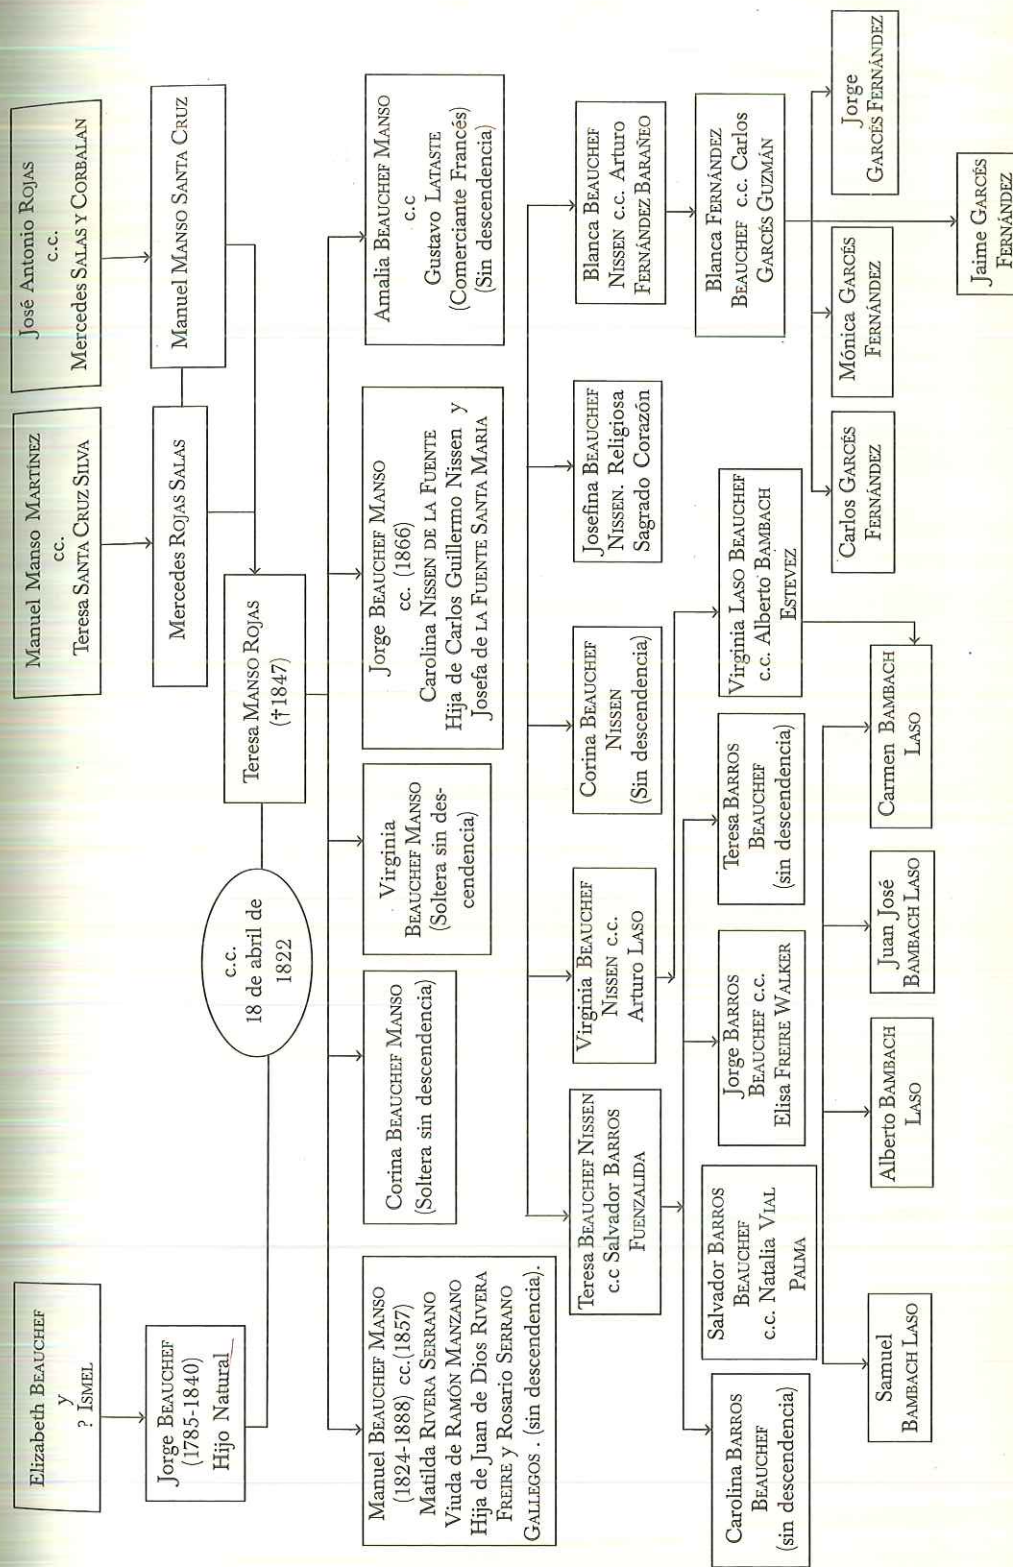 Elizabeth BEAUCHEF
y
? ISMEL
Manuel Manso MARTÍNEZ
cc.
Teresa SANTA CRUZ SILVA
José Antonio ROJAS
c.c.
Mercedes SALAS Y CORBALAN
Jorge BEAUCHEF
(1785-1840)
Hijo Natural
Mercedes ROJAS SALAS
Manuel MANSO SANTA CRUZ
c.c.
18 de abril de
1822
Teresa MANSO ROJAS
(†1847)
Manuel BEAUCHEF MANSO
(1824-1888) cc.(1857)
Matilda RIVERA SERRANO
Viuda de RAMÓN MANZANO
Hija de Juan de Dios RIVERA
FREIRE y Rosario SERRANO
GALLEGOS . (sin descendencia).
Corina BEAUCHEF MANSO
(Soltera sin descendencia)
Virginia
BEAUCHEF MANSO
(Soltera sin des-
cendencia)
Jorge BEAUCHEF MANSO
cc. (1866)
Carolina NISSEN DE LA FUENTE
Hija de Carlos Guillermo Nissen y
Josefa de LA FUENTE SANTA MARIA
Amalia BEAUCHEF MANSO
c.c
Gustavo LATASTE
(Comerciante Francés)
(Sin descendencia)
Teresa BEAUCHEF NISSEN
c.c Salvador BARROS
FUENZALIDA
Virginia BEAUCHEF
NISSEN c.c.
Arturo LASO
Corina BEAUCHEF
NISSEN
(Sin descendencia)
Josefina BEAUCHEF
NISSEN. Religiosa
Sagrado Corazón
Blanca BEAUCHEF
NISSEN c.c. Arturo
FERNÁNDEZ BARAÑEO
Carolina BARROS
BEAUCHEF
(sin descendencia)
Salvador BARROS
BEAUCHEF
c.c. Natalia VIAL
PALMA
Jorge BARROS
BEAUCHEF c.c.
Elisa FREIRE WALKER
Teresa BARROS
BEAUCHEF
(sin descendencia)
Virginia LASO BEAUCHEF
c.c. Alberto BAMBACH
ESTEVEZ
Blanca FERNÁNDEZ
BEAUCHEF c.c. Carlos
GARCÉS GUZMÁN
Samuel
BAMBACH LASO
Alberto BAMBACH
LASO
Juan José
BAMBACH LASO
Carmen BAMBACH
LASO
Carlos GARCÉS
FERNÁNDEZ
Mónica GARCÉS
FERNÁNDEZ
Jorge
GARCÉS FERNÁNDEZ
Jaime GARCÉS
FERNÁNDEZ